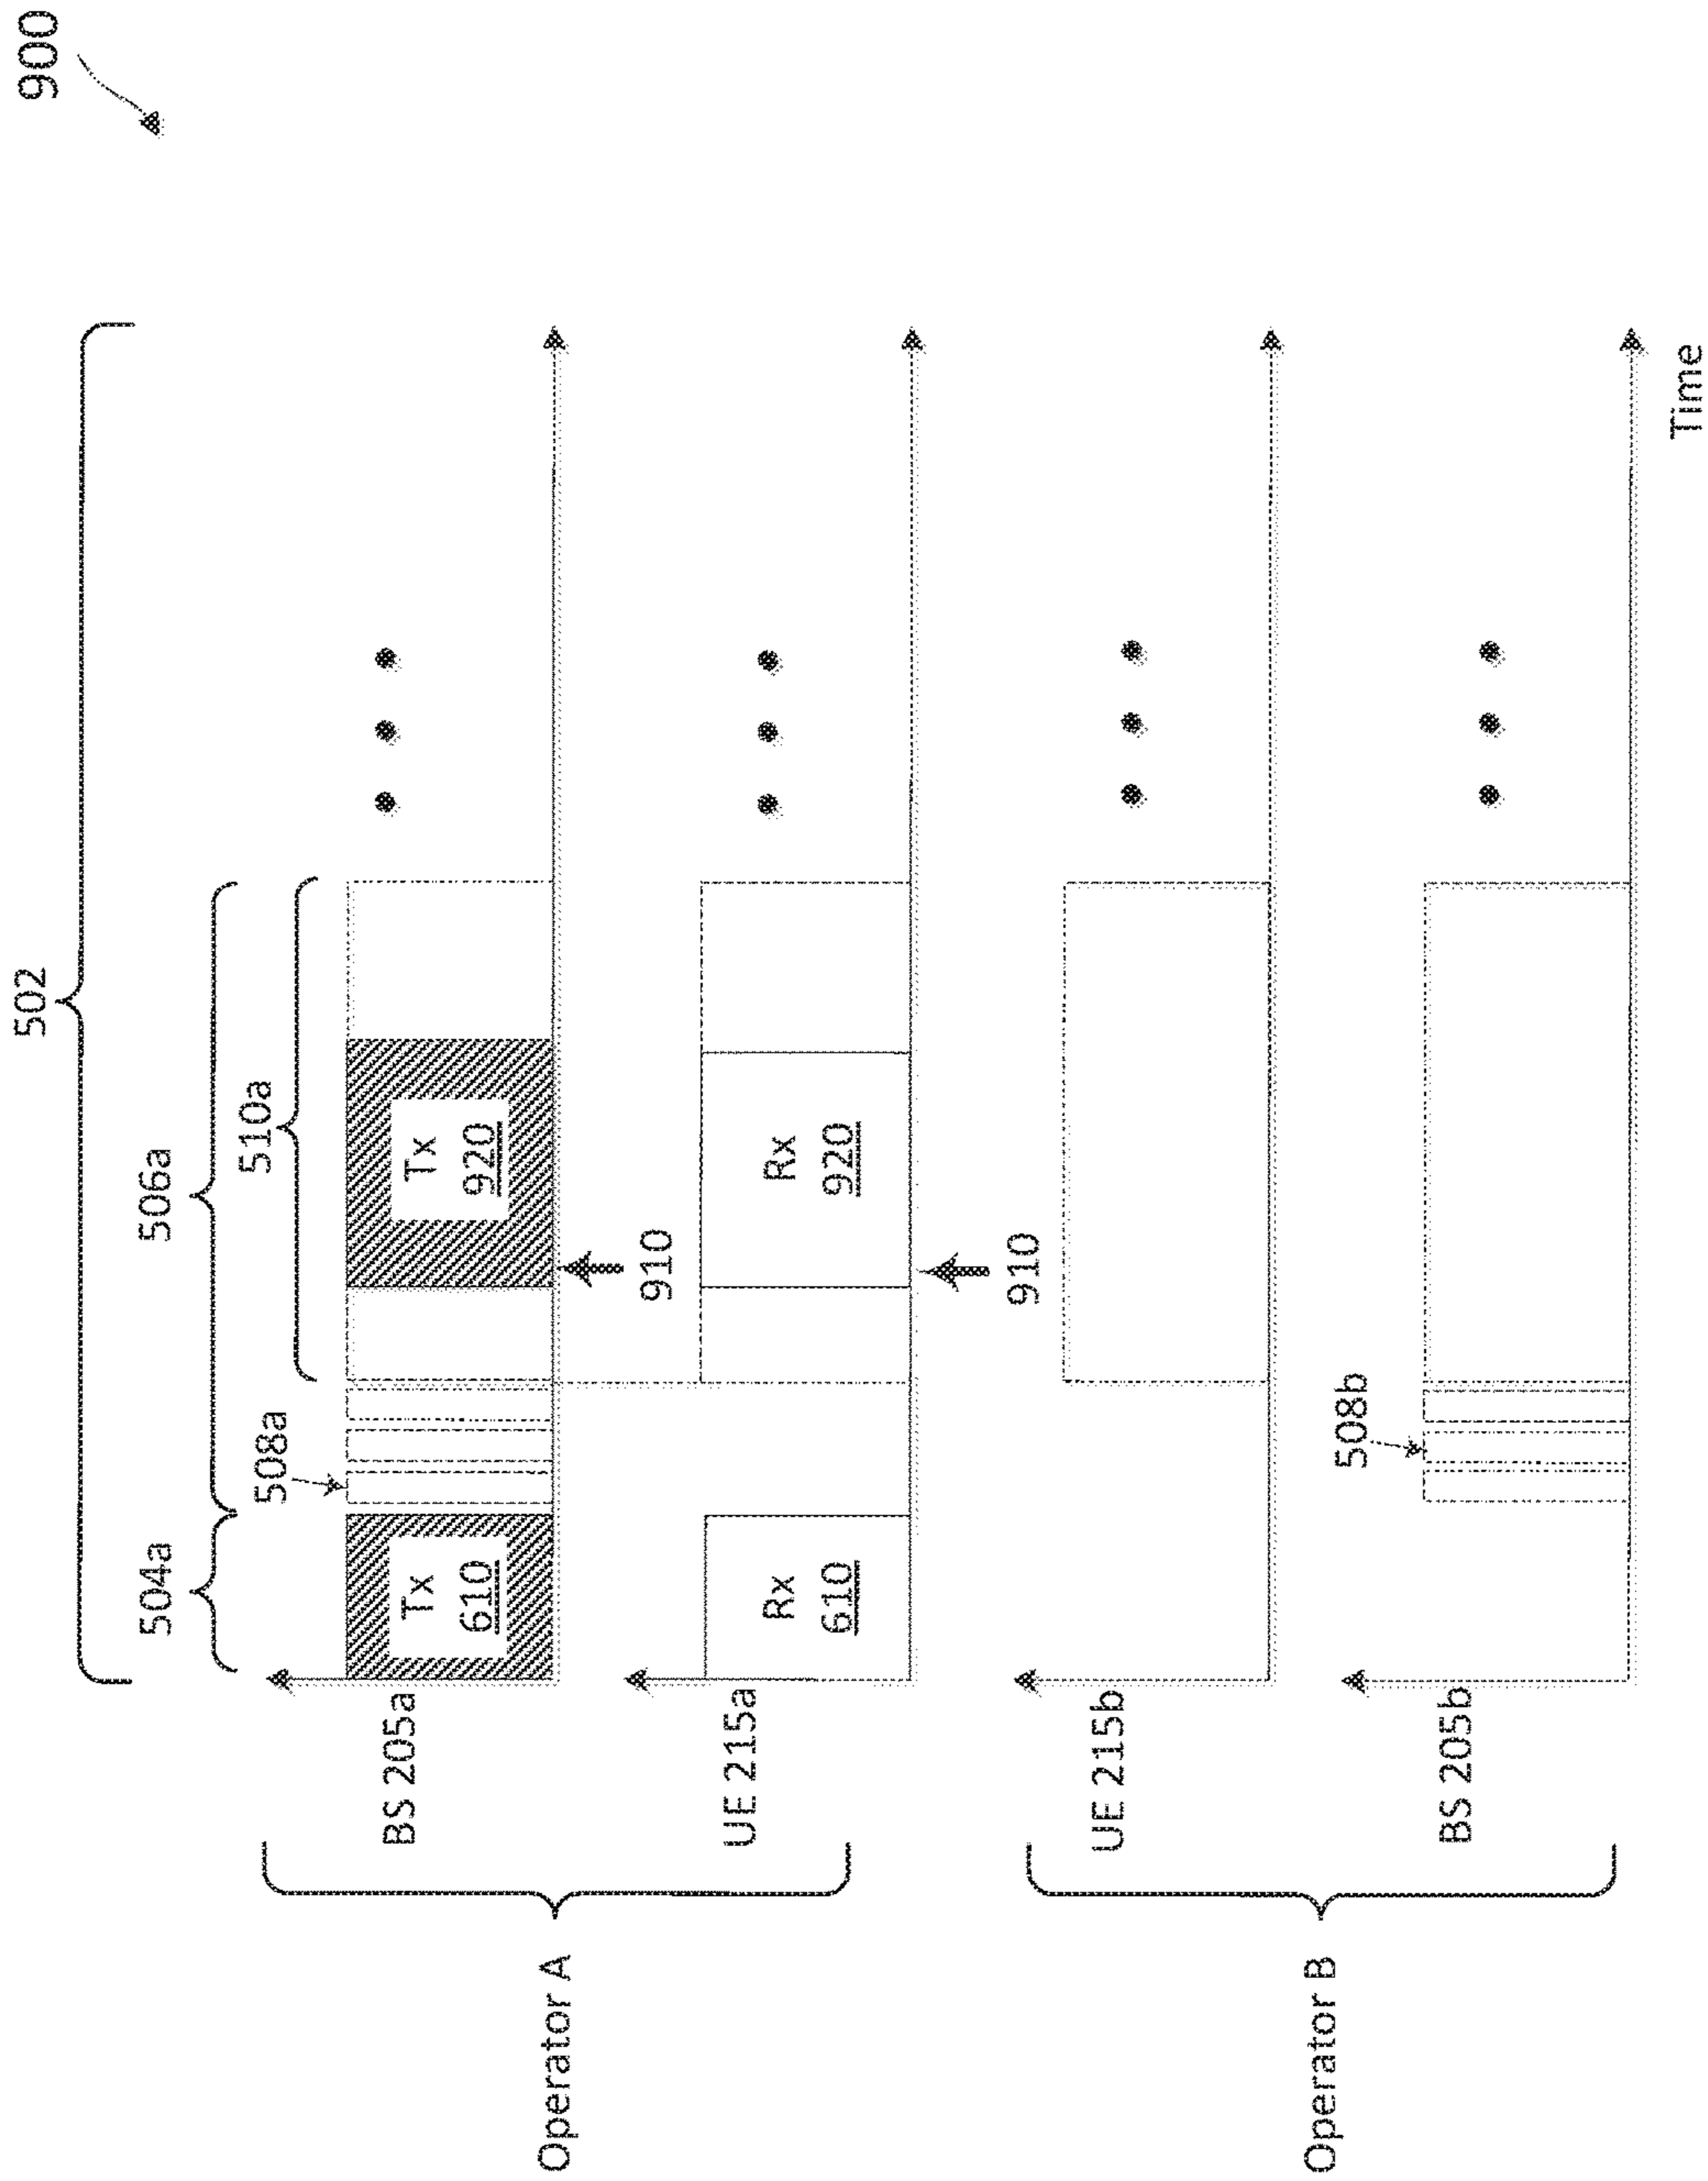 900
502
504a
506a
508a
510a
Operator A
BS 205a
Tx
610
Tx
920
910
UE 215a
Rx
610
Rx
920
910
Operator B
UE 215b
508b
BS 205b
Time